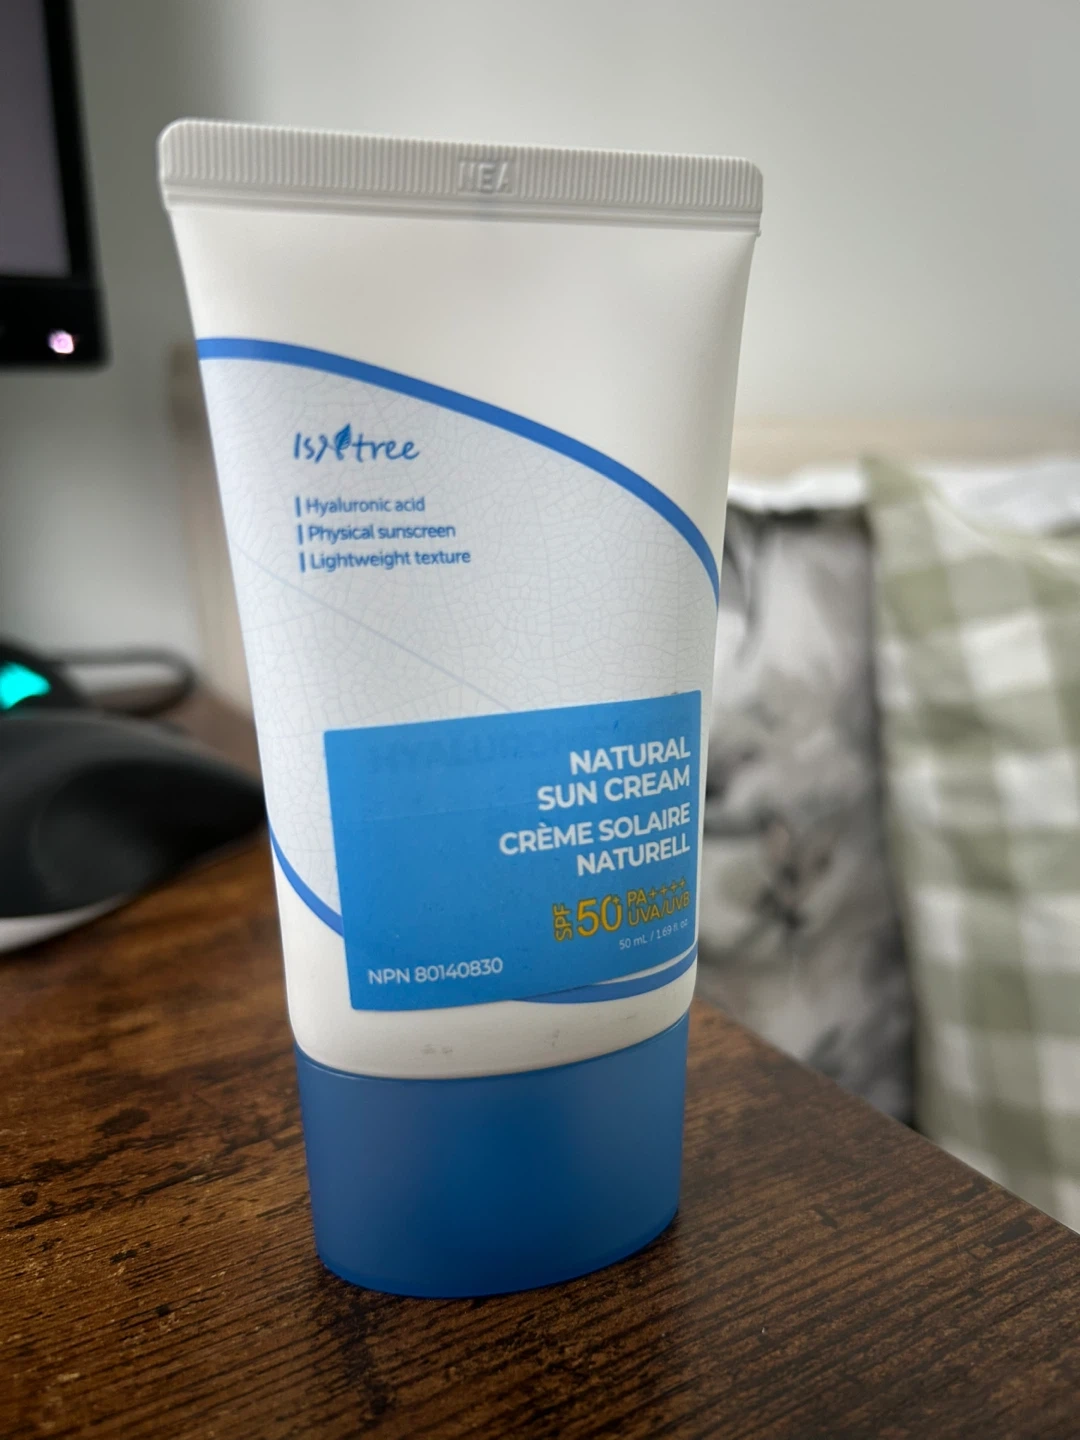 NEA
Isntree
Hyaluronic acid
Physical sunscreen
Lightweight texture
NATURAL
SUN CREAM
CRÈME SOLAIRE
NATURELL
SPF 50+ PA++++
UVA/UVB
50 mL / 1.69 fl. oz
NPN 80140830